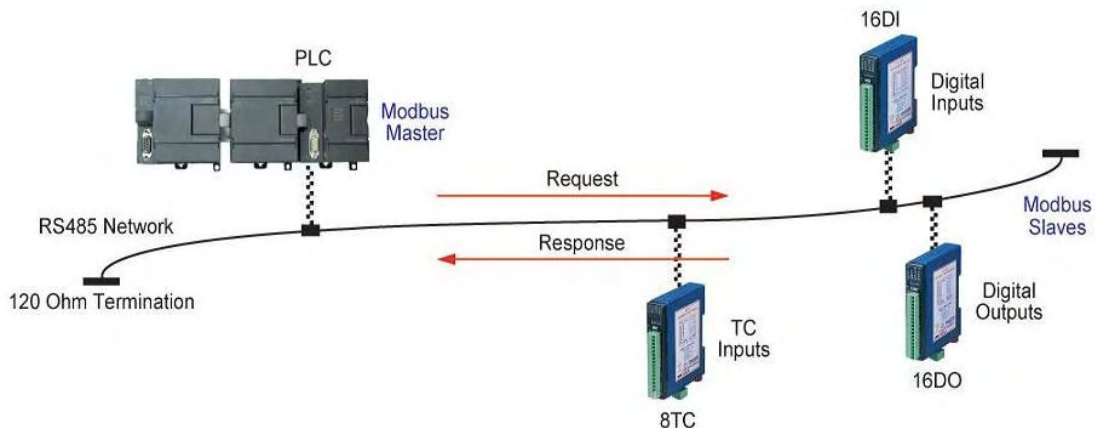 16DI
PLC
Digital
Inputs
Modbus
Master
Request
RS485 Network
Modbus
Slaves
Response
120 Ohm Termination
TC
Inputs
Digital
Outputs
8TC
16DO